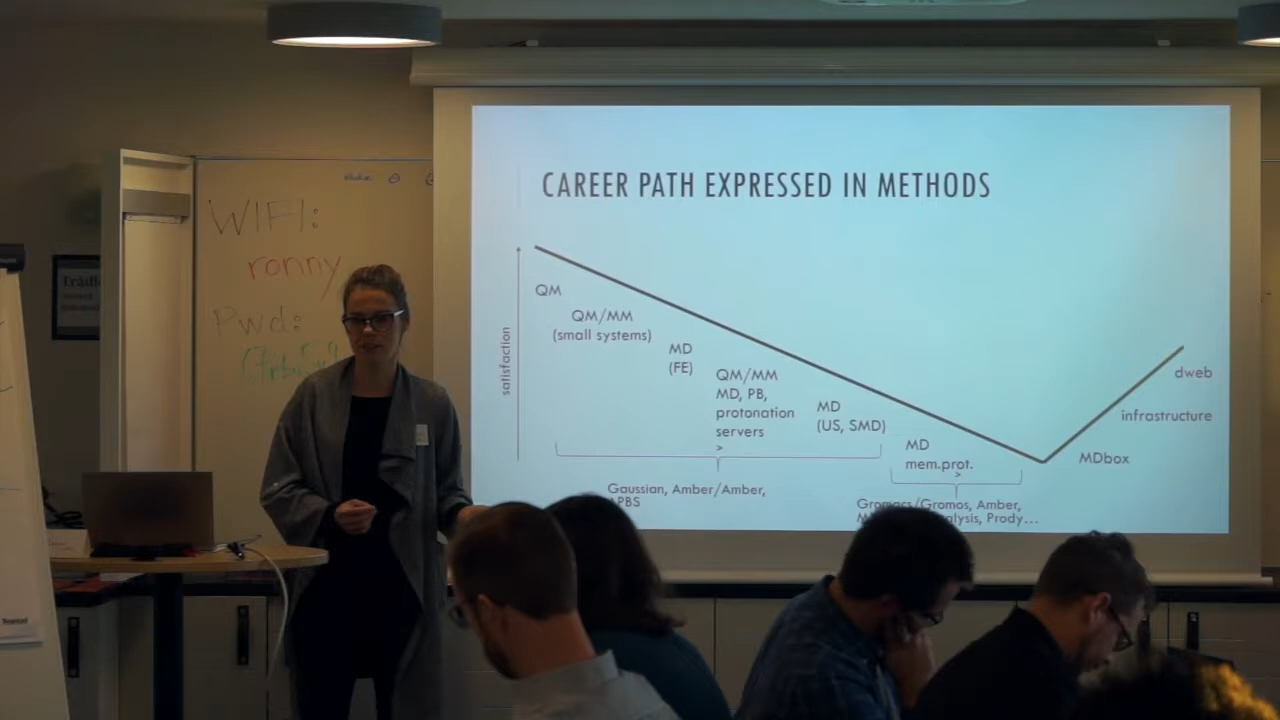 WIFI:
ronny
Pwd:
CAREER PATH EXPRESSED IN METHODS
satisfaction
QM
QM/MM
(small systems)
MD
(FE)
QM/MM
MD, PB,
protonation
servers
>
MD
(US, SMD)
MD
mem.prot.
>
Gaussian, Amber/Amber,
APBS
Gromacs/Gromos, Amber,
Prody...
MDbox
infrastructure
dweb